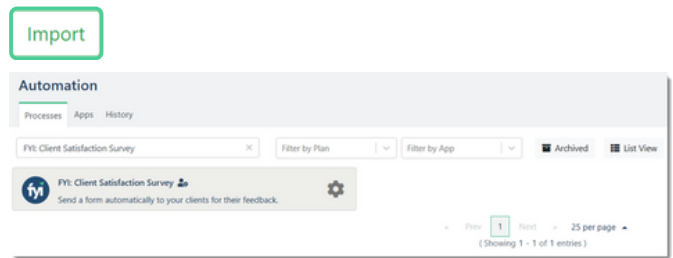 Import
Automation
Processes Apps History
FYI: Client Satisfaction Survey × Filter by Plan Filter by App Archived List View
fyi FYI: Client Satisfaction Survey
Send a form automatically to your clients for their feedback.
« Prev 1 Next » 25 per page
( Showing 1 - 1 of 1 entries )